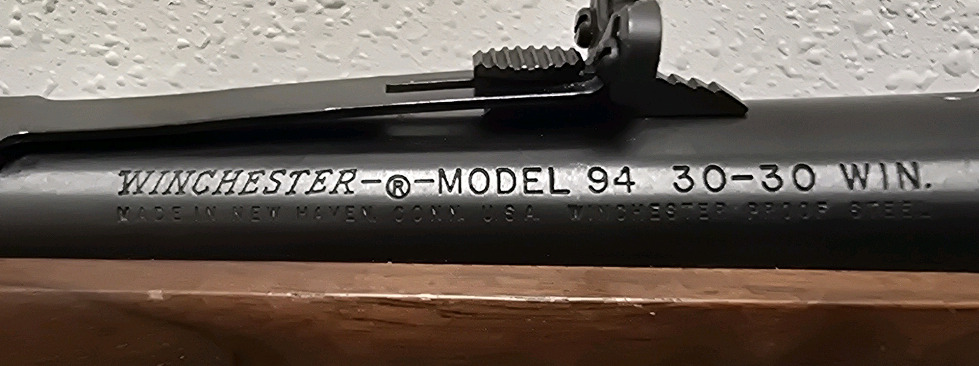 WINCHESTER-®-MODEL 94 30-30 WIN.
MADE IN NEW HAVEN, CONN. U.S.A. WINCHESTER PROOF STEEL